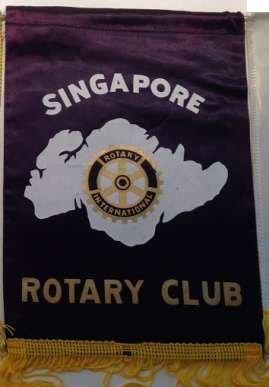 SINGAPORE
ROTARY
INTERNATIONAL
ROTARY CLUB